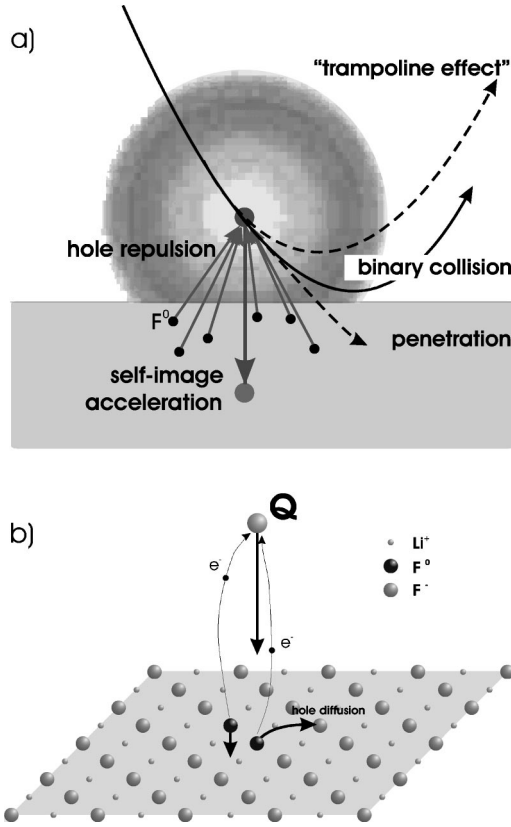 a)
“trampoline effect”
hole repulsion
binary collision
F⁰
penetration
self-image
acceleration
b)
Q
Li⁺
F⁰
F⁻
e⁻
e⁻
hole diffusion